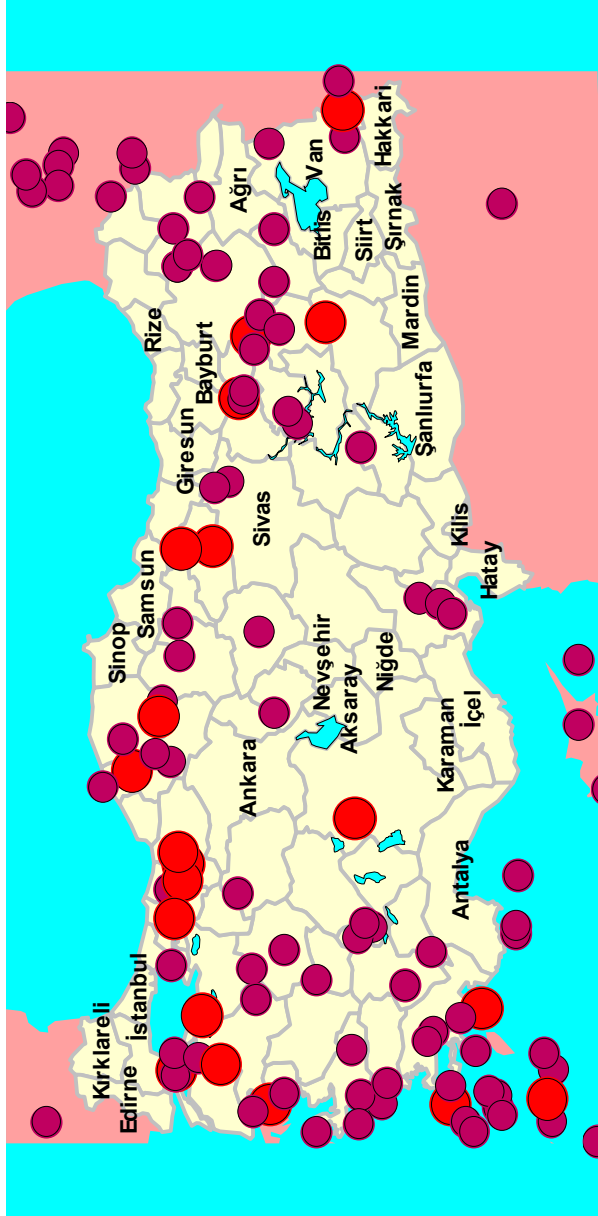 Kırklareli
Edirne
İstanbul
Sinop
Samsun
Giresun
Rize
Bayburt
Ağrı
Sivas
Ankara
Nevşehir
Aksaray
Niğde
Karaman
İçel
Antalya
Kilis
Hatay
Şanlıurfa
Mardin
Bitlis
Van
Siirt
Şırnak
Hakkari